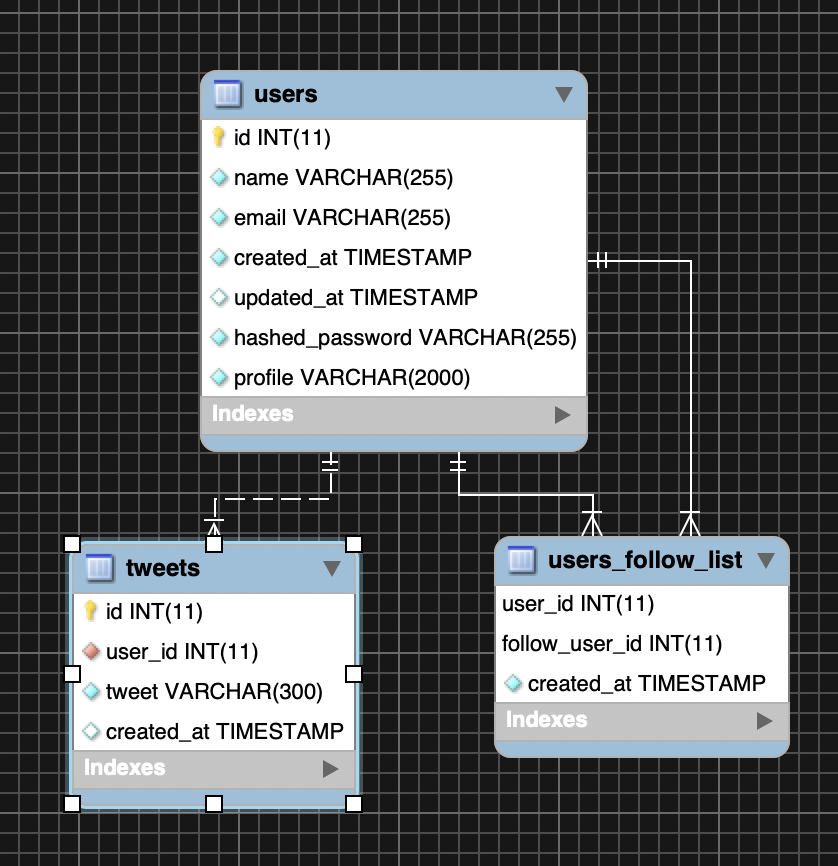 users
id INT(11)
name VARCHAR(255)
email VARCHAR(255)
created_at TIMESTAMP
updated_at TIMESTAMP
hashed_password VARCHAR(255)
profile VARCHAR(2000)
Indexes
tweets
id INT(11)
user_id INT(11)
tweet VARCHAR(300)
created_at TIMESTAMP
Indexes
users_follow_list
user_id INT(11)
follow_user_id INT(11)
created_at TIMESTAMP
Indexes